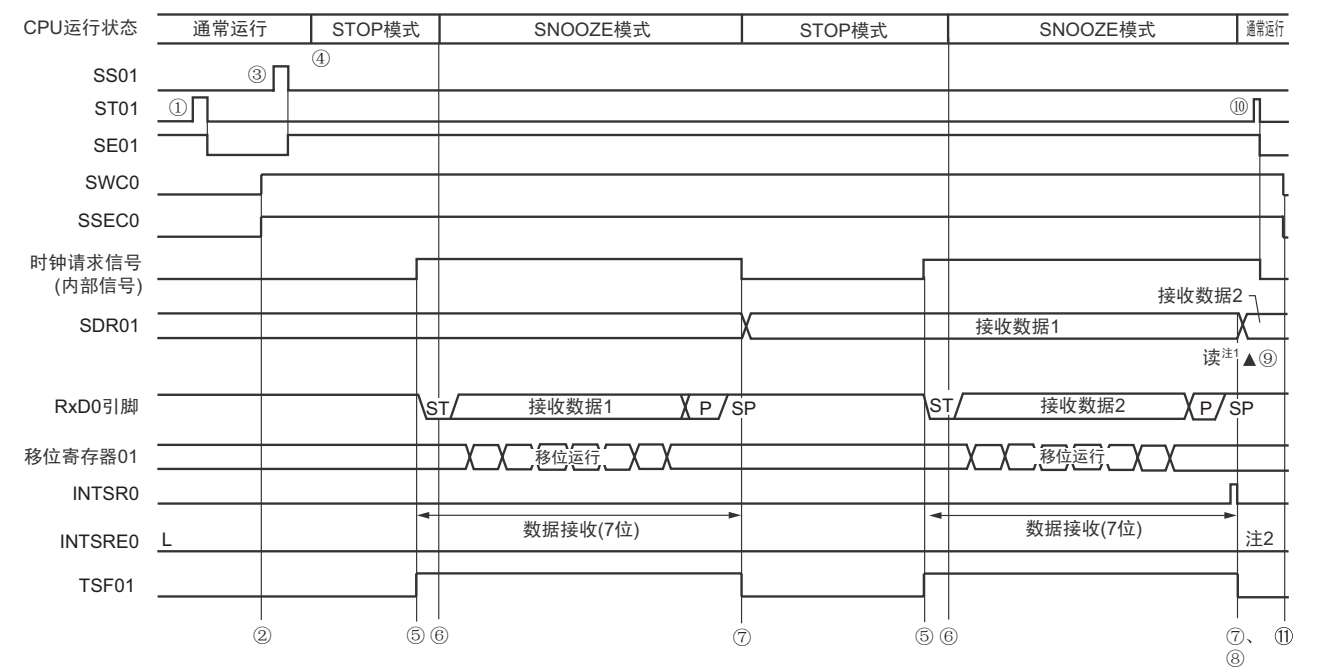 CPU运行状态 通常运行 STOP模式 SNOOZE模式 STOP模式 SNOOZE模式 通常运行
④
SS01 ③
ST01 ① ⑩
SE01
SWC0
SSEC0
时钟请求信号
(内部信号)
接收数据2
SDR01 接收数据1
读注1 ▲⑨
RxD0引脚 ST 接收数据1 P SP ST 接收数据2 P SP
移位寄存器01 移位运行 移位运行
INTSR0
数据接收(7位) 数据接收(7位)
INTSRE0 L 注2
TSF01
② ⑤ ⑥ ⑦ ⑤ ⑥ ⑦、 ⑪
⑧